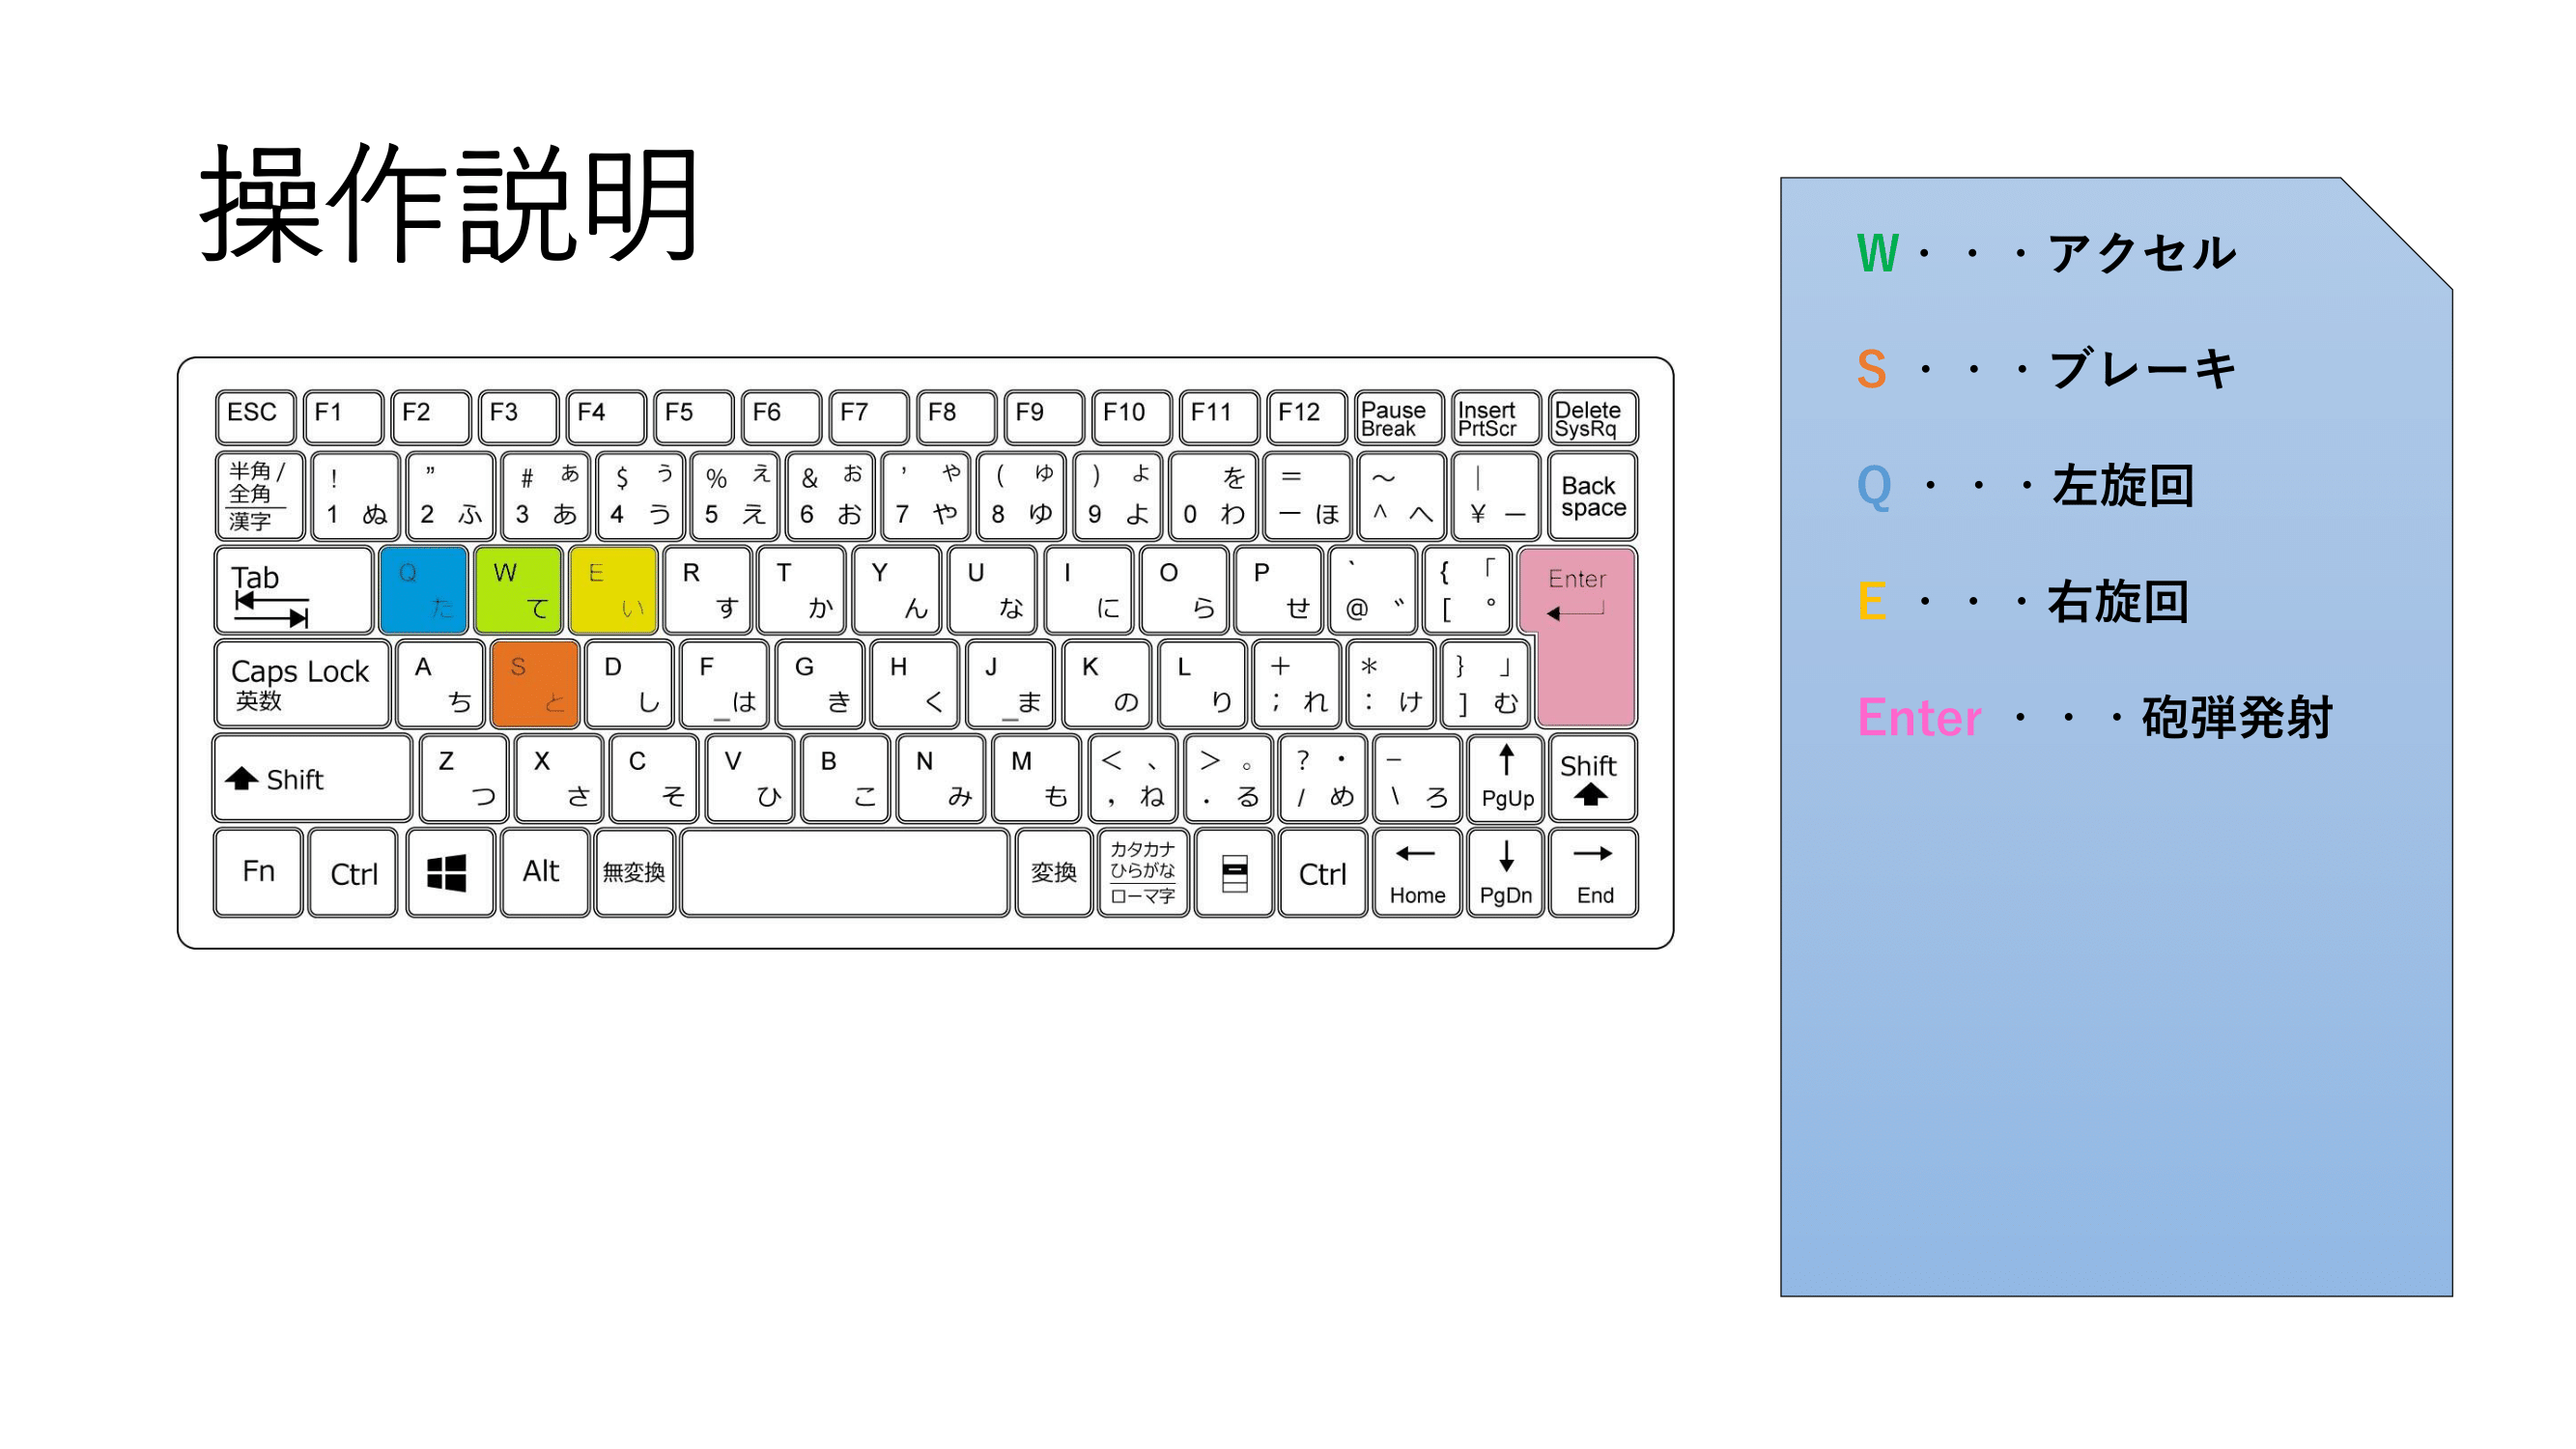 操作説明
ESC F1 F2 F3 F4 F5 F6 F7 F8 F9 F10 F11 F12 Pause Break Insert PrtScr Delete SysRq
半角/全角 漢字 ! 1 ぬ ” 2 ふ # あ 3 あ $ う 4 う % え 5 え & お 6 お ’ や 7 や ( ゆ 8 ゆ ) よ 9 よ を 0 わ = ー ほ ～ ^ へ | ¥ ー Back space
Tab Q た W て E い R す T か Y ん U な I に O ら P せ ` @ ゛ { 「 [ ゜ Enter
Caps Lock 英数 A ち S と D し F は G き H く J ま K の L り + ; れ * : け } 」 ] む
Shift Z つ X さ C そ V ひ B こ N み M も < 、 , ね > 。 . る ? ・ / め _ \ ろ ↑ PgUp Shift
Fn Ctrl Alt 無変換 変換 カタカナ ひらがな ローマ字 Ctrl ← Home ↓ PgDn → End
W・・・アクセル
S ・・・ブレーキ
Q ・・・左旋回
E ・・・右旋回
Enter ・・・砲弾発射